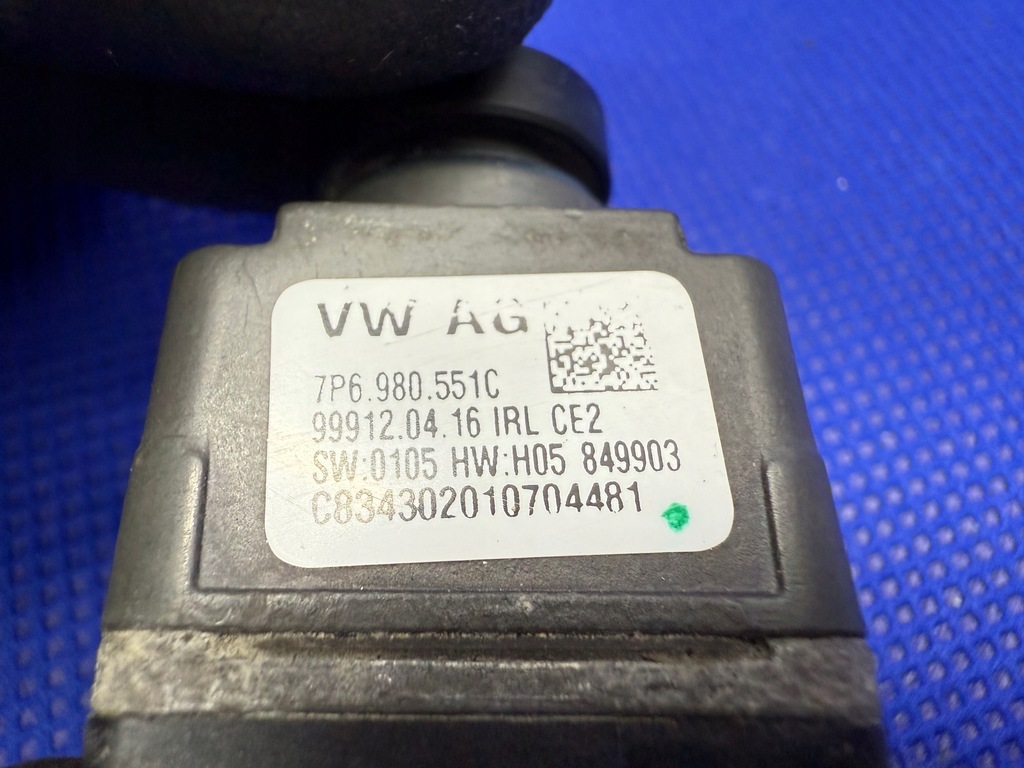 VW AG
7P6.980.551C
99912.04.16 IRL CE2
SW:0105 HW:H05 849903
C834302010704481